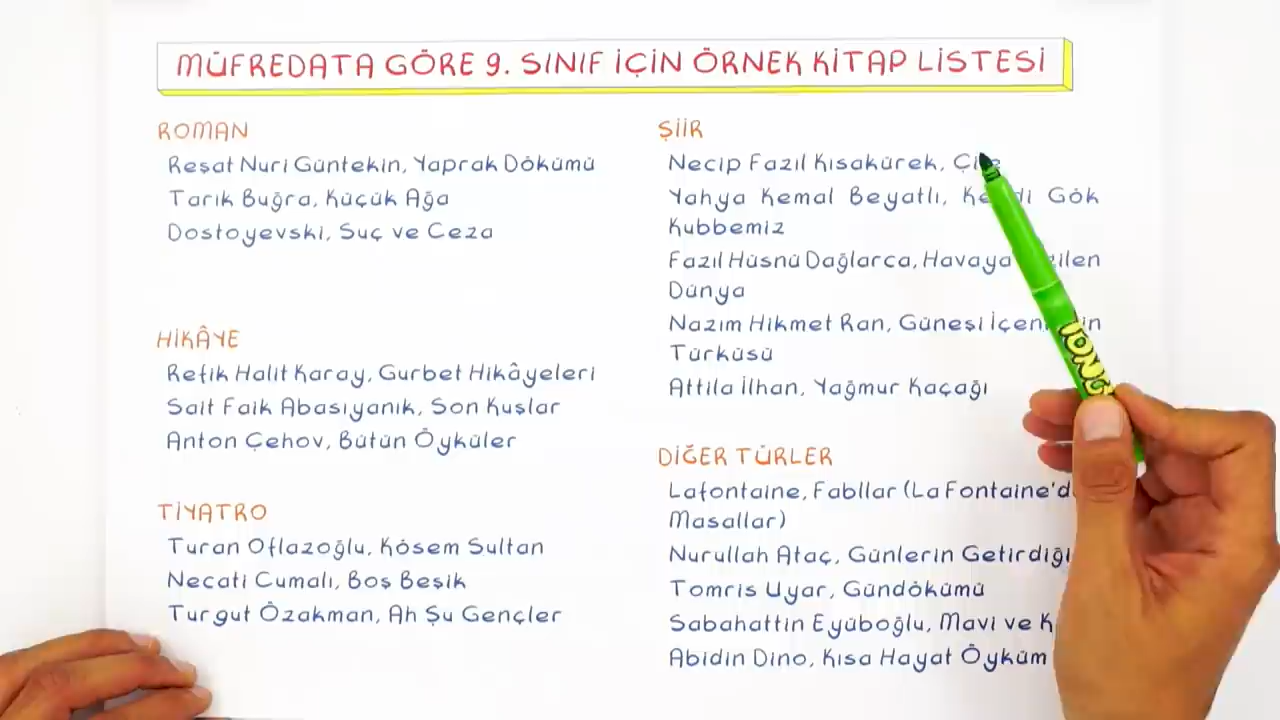 MÜFREDATA GÖRE 9. SINIF İÇİN ÖRNEK KİTAP LİSTESİ
ROMAN
Reşat Nuri Güntekin, Yaprak Dökümü
Tarık Buğra, Küçük Ağa
Dostoyevski, Suç ve Ceza
HİKÂYE
Refik Halit Karay, Gurbet Hikâyeleri
Sait Faik Abasıyanık, Son Kuşlar
Anton Çehov, Bütün Öyküler
TİYATRO
Turan Oflazoğlu, Kösem Sultan
Necati Cumalı, Boş Beşik
Turgut Özakman, Ah Şu Gençler
ŞİİR
Necip Fazıl Kısakürek,
Yahya Kemal Beyatlı, Gök
Kubbemiz
Fazıl Hüsnü Dağlarca, Havaya
Dünya
Nazım Hikmet Ran, Güneşi
Türküsü
Attila İlhan, Yağmur Kaçağı
DİĞER TÜRLER
Lafontaine, Fabllar (La Fontaine'd
Masallar)
Nurullah Ataç, Günlerin Getirdiği
Tomris Uyar, Gündökümü
Sabahattin Eyüboğlu, Mavi ve
Abidin Dino, Kısa Hayat Öyküm